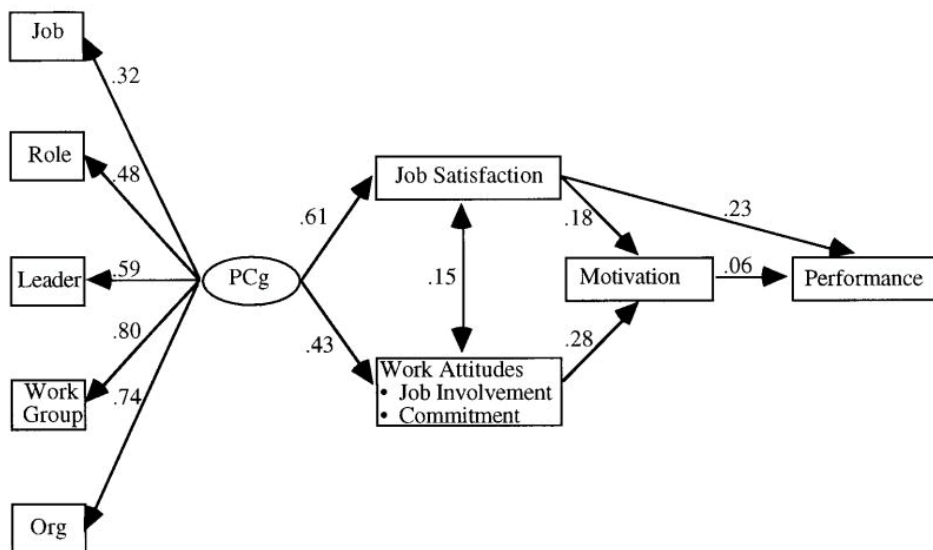 Job
.32
Role
.48
Job Satisfaction
.61
.18
.23
Leader
.59
PCg
.15
Motivation
.06
Performance
.80
.43
.28
Work
Group
.74
Work Attitudes
• Job Involvement
• Commitment
Org